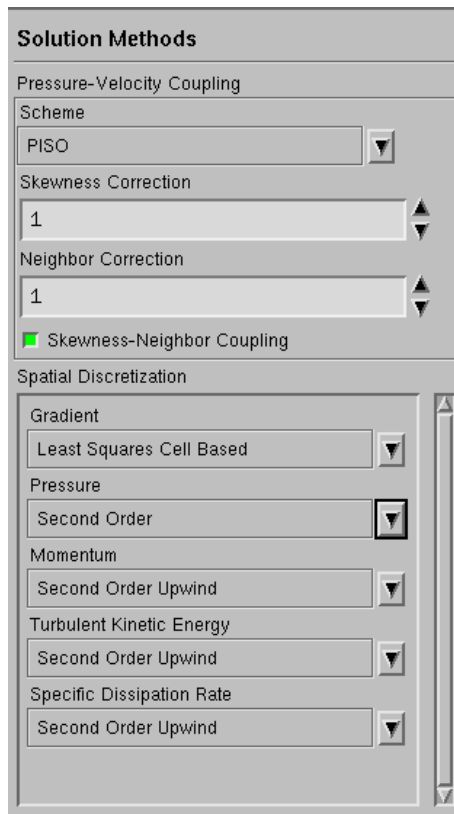 Solution Methods
Pressure-Velocity Coupling
Scheme
PISO
Skewness Correction
1
Neighbor Correction
1
Skewness-Neighbor Coupling
Spatial Discretization
Gradient
Least Squares Cell Based
Pressure
Second Order
Momentum
Second Order Upwind
Turbulent Kinetic Energy
Second Order Upwind
Specific Dissipation Rate
Second Order Upwind